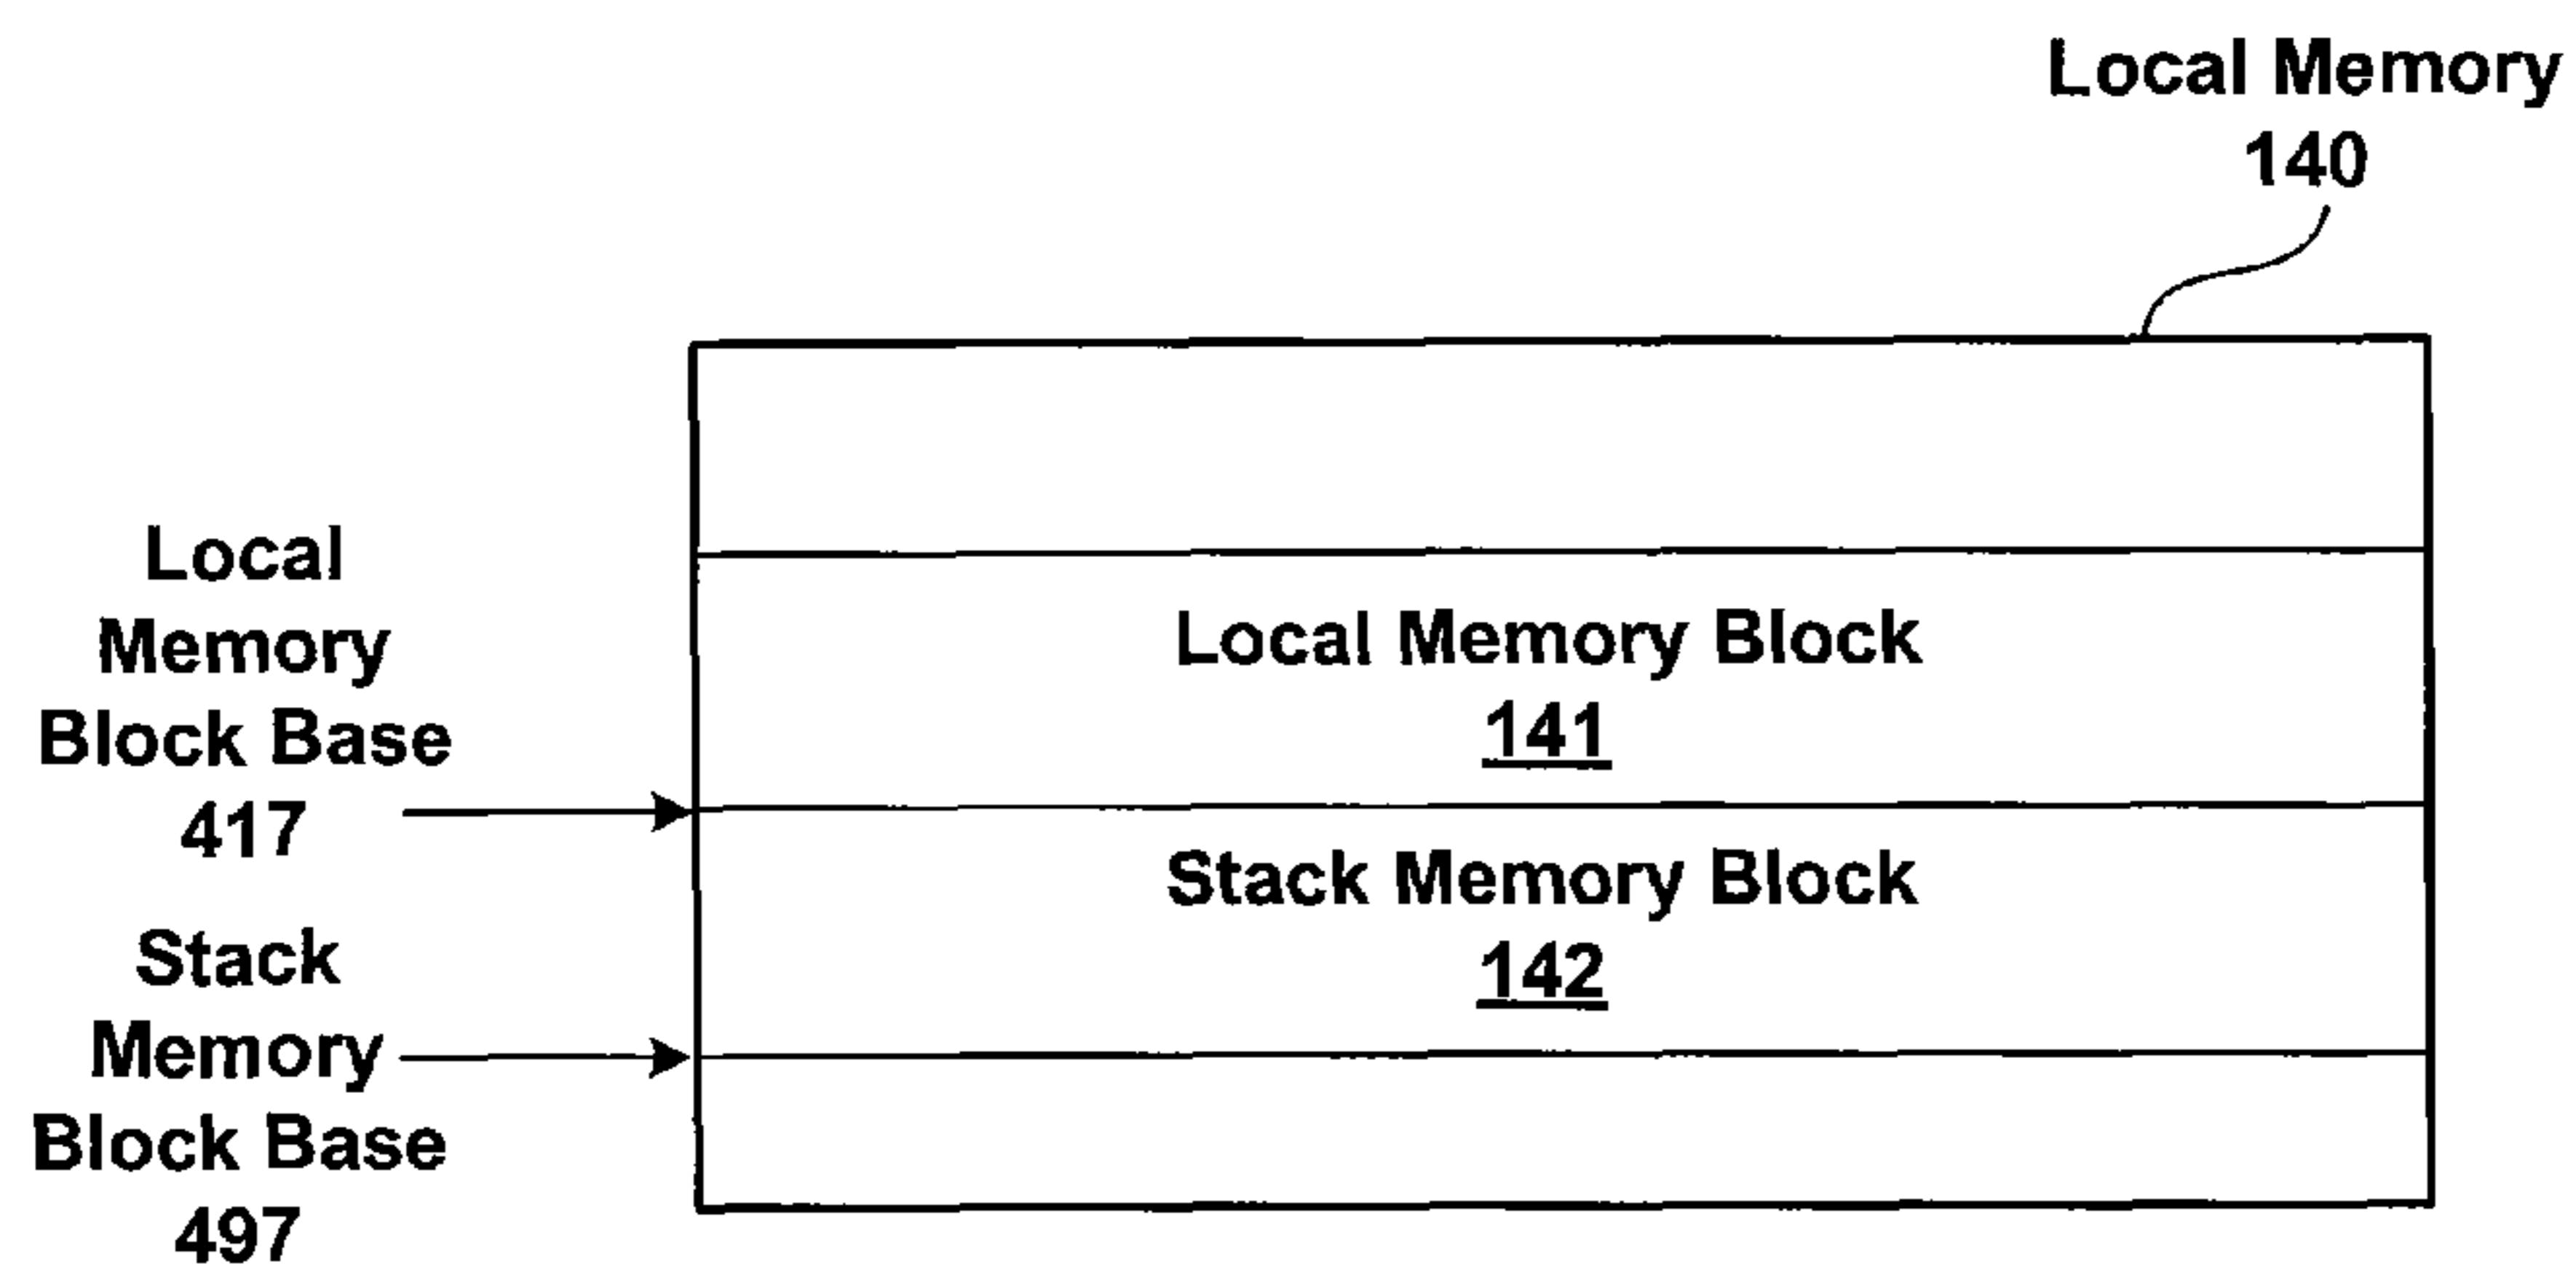 Local Memory
140
Local
Memory
Block Base
417
Local Memory Block
141
Stack Memory Block
142
Stack
Memory
Block Base
497